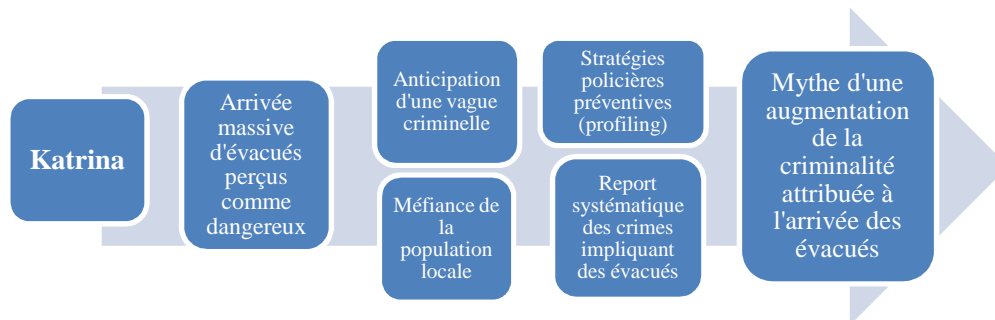 Katrina
Arrivée
massive
d'évacués
perçus
comme
dangereux
Anticipation
d'une vague
criminelle
Méfiance de
la
population
locale
Stratégies
policières
préventives
(profiling)
Report
systématique
des crimes
impliquant
des évacués
Mythe d'une
augmentation
de la
criminalité
attribuée à
l'arrivée des
évacués